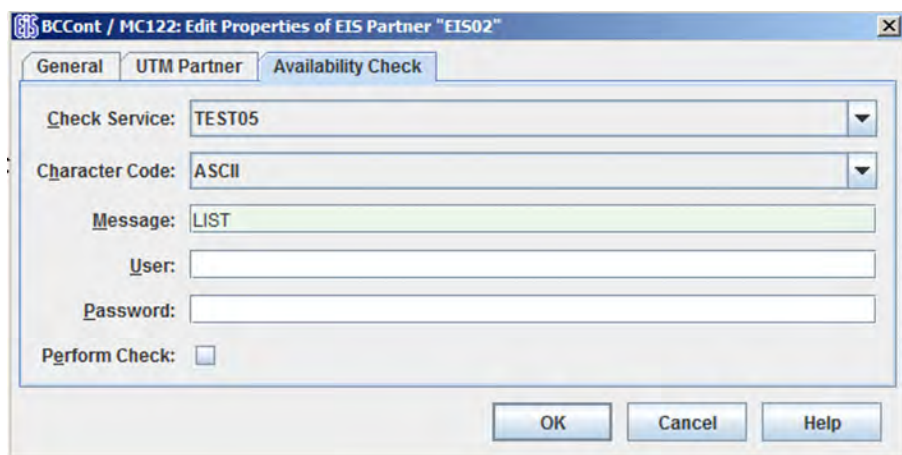 EIS BCCont / MC122: Edit Properties of EIS Partner "EIS02"
General UTM Partner Availability Check
Check Service: TEST05
Character Code: ASCII
Message: LIST
User:
Password:
Perform Check:
OK Cancel Help